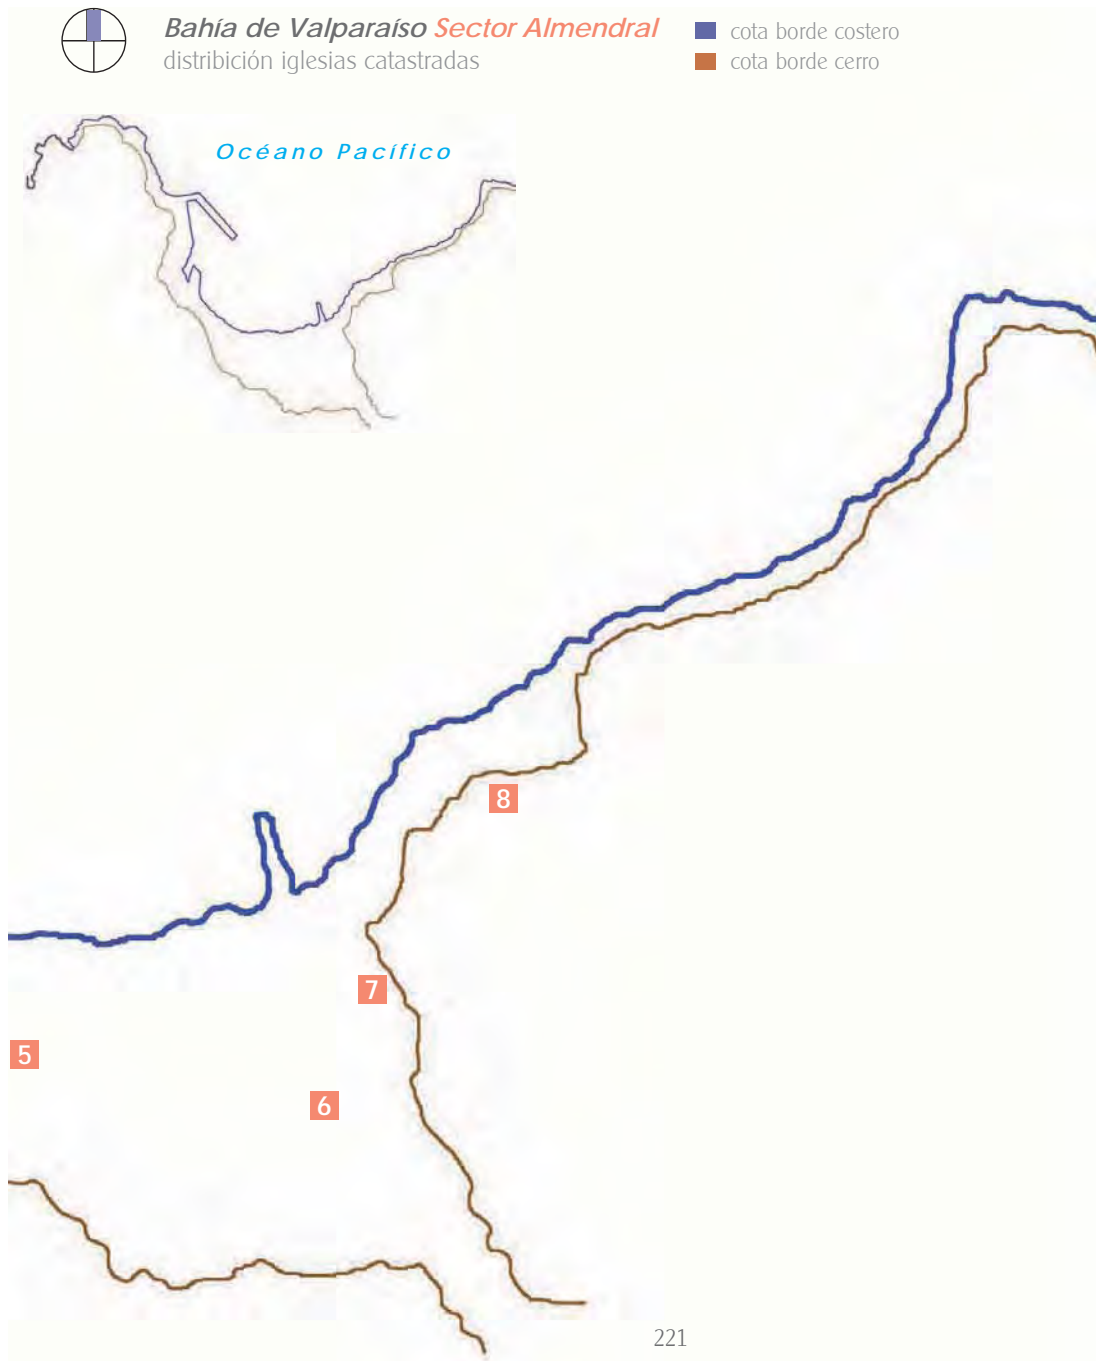 Bahía de Valparaíso Sector Almendral
distribición iglesias catastradas
cota borde costero
cota borde cerro
Océano Pacífico
8
7
5
6
221